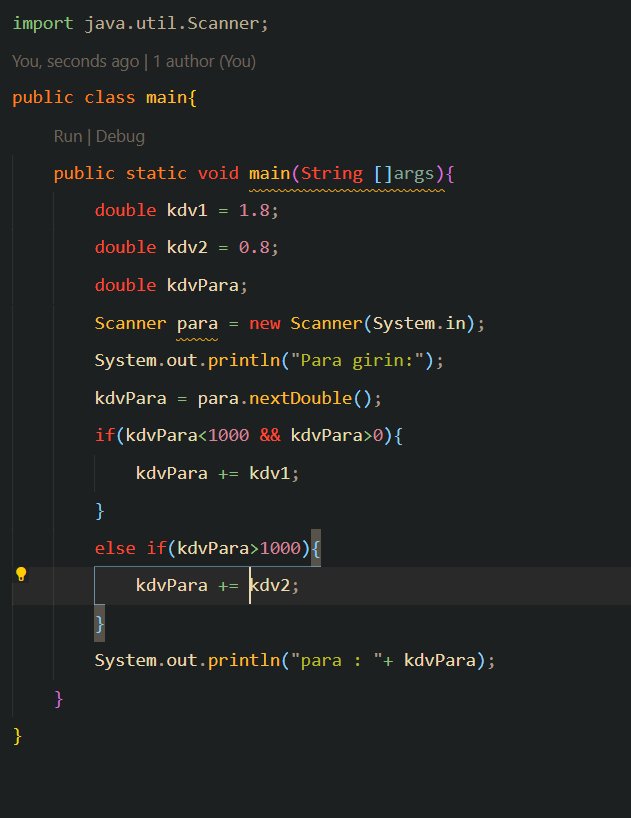 import java.util.Scanner;
You, seconds ago | 1 author (You)
public class main{
Run | Debug
public static void main(String []args){
double kdv1 = 1.8;
double kdv2 = 0.8;
double kdvPara;
Scanner para = new Scanner(System.in);
System.out.println("Para girin:");
kdvPara = para.nextDouble();
if(kdvPara<1000 && kdvPara>0){
kdvPara += kdv1;
}
else if(kdvPara>1000){
kdvPara += kdv2;
}
System.out.println("para : "+ kdvPara);
}
}